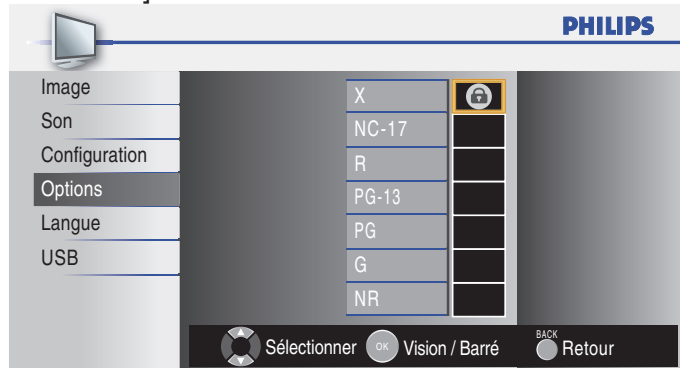 ]
PHILIPS
Image
Son
Configuration
Options
Langue
USB
X
NC-17
R
PG-13
PG
G
NR
Sélectionner OK Vision / Barré BACK Retour